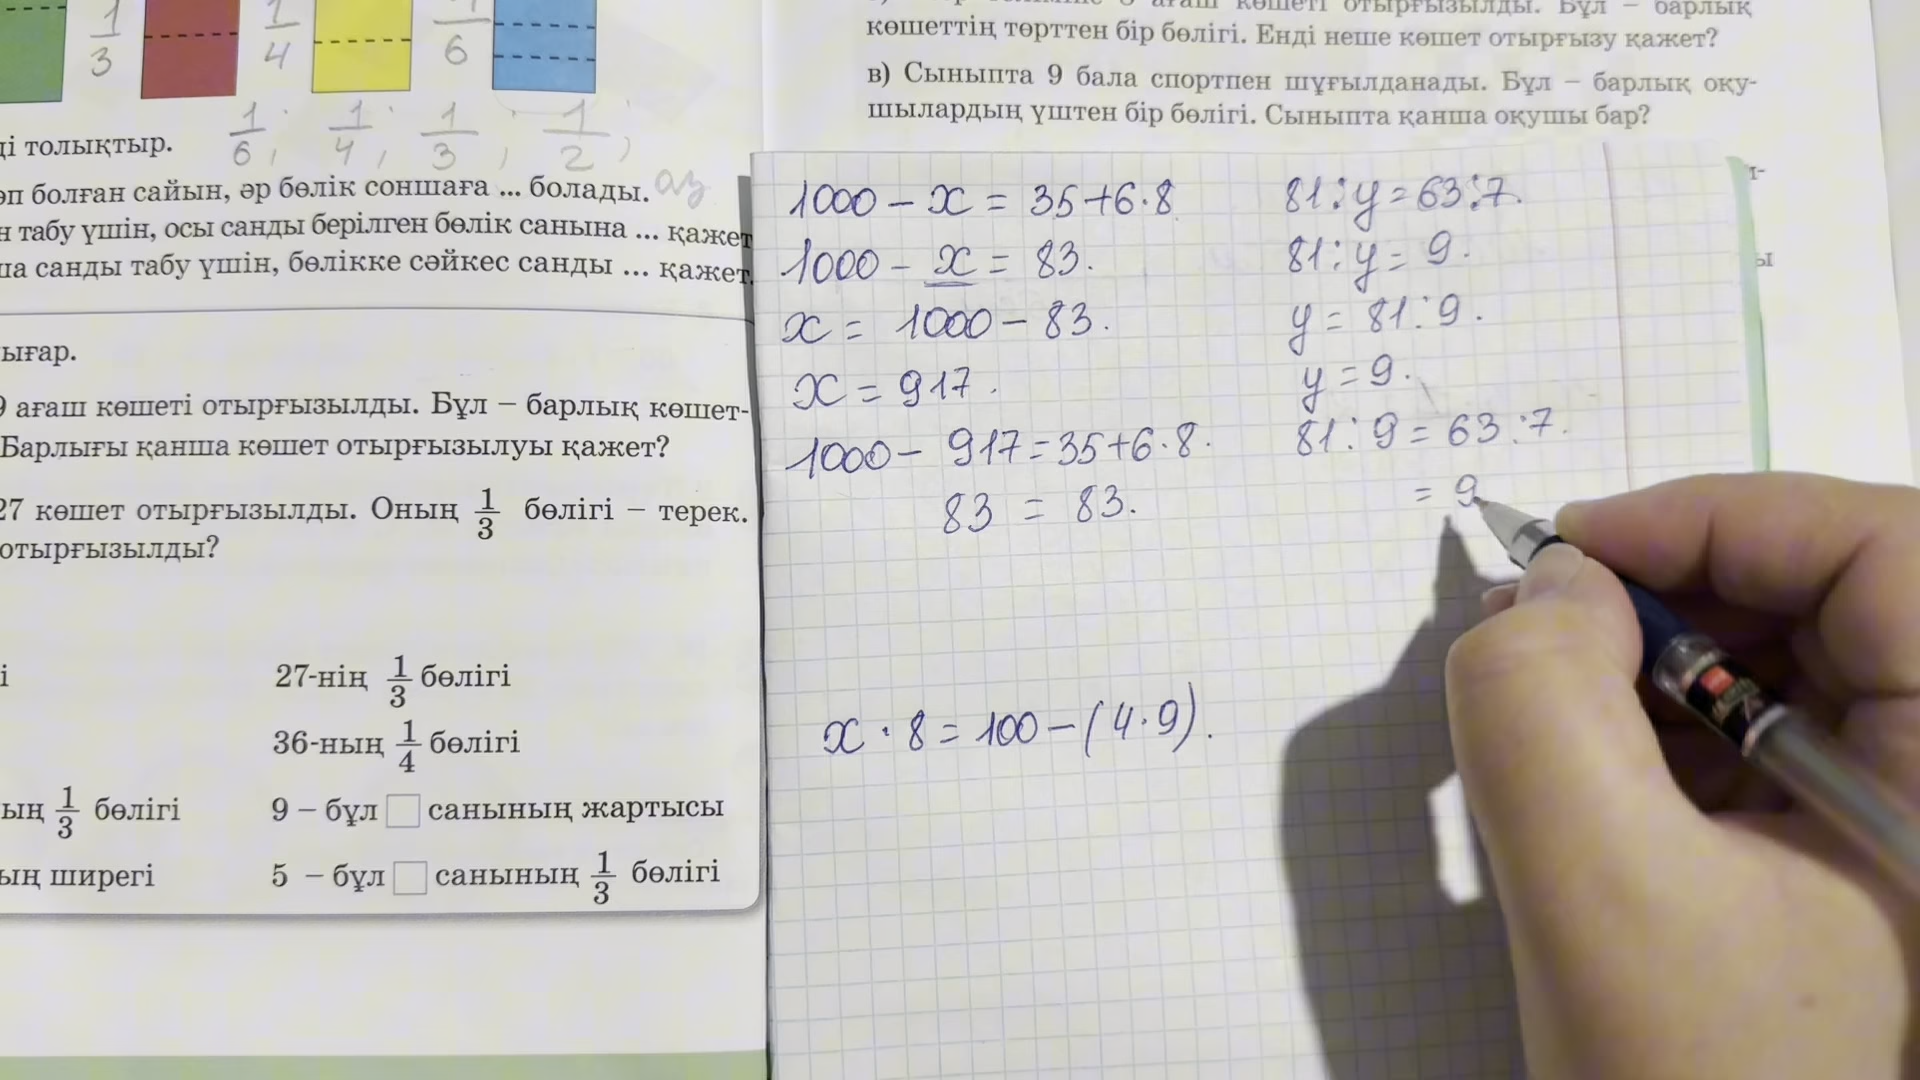 1/3 1/4 1/6
1/6; 1/4; 1/3; 1/2;
толықтыр.
болған сайын, әр бөлік соншаға ... болады. аз
табу үшін, осы санды берілген бөлік санына ... қажет
санды табу үшін, бөлікке сәйкес санды ... қажет.
9 ағаш көшеті отырғызылды. Бұл – барлық көшет-
Барлығы қанша көшет отырғызылуы қажет?
27 көшет отырғызылды. Оның 1/3 бөлігі – терек.
отырғызылды?
27-нің 1/3 бөлігі
36-ның 1/4 бөлігі
1/3 бөлігі 9 – бұл □ санының жартысы
ширегі 5 – бұл □ санының 1/3 бөлігі
ағаш көшеті отырғызылды. Бұл – барлық
көшеттің төрттен бір бөлігі. Енді неше көшет отырғызу қажет?
в) Сыныпта 9 бала спортпен шұғылданады. Бұл – барлық оқу-
шылардың үштен бір бөлігі. Сыныпта қанша оқушы бар?
1000 – x = 35+6·8
1000 – x = 83.
x = 1000 – 83.
x = 917.
1000 – 917 = 35+6·8.
83 = 83.
81:y = 63:7.
81:y = 9.
y = 81:9.
y = 9.
81:9 = 63:7.
= 9
x · 8 = 100 – (4·9).